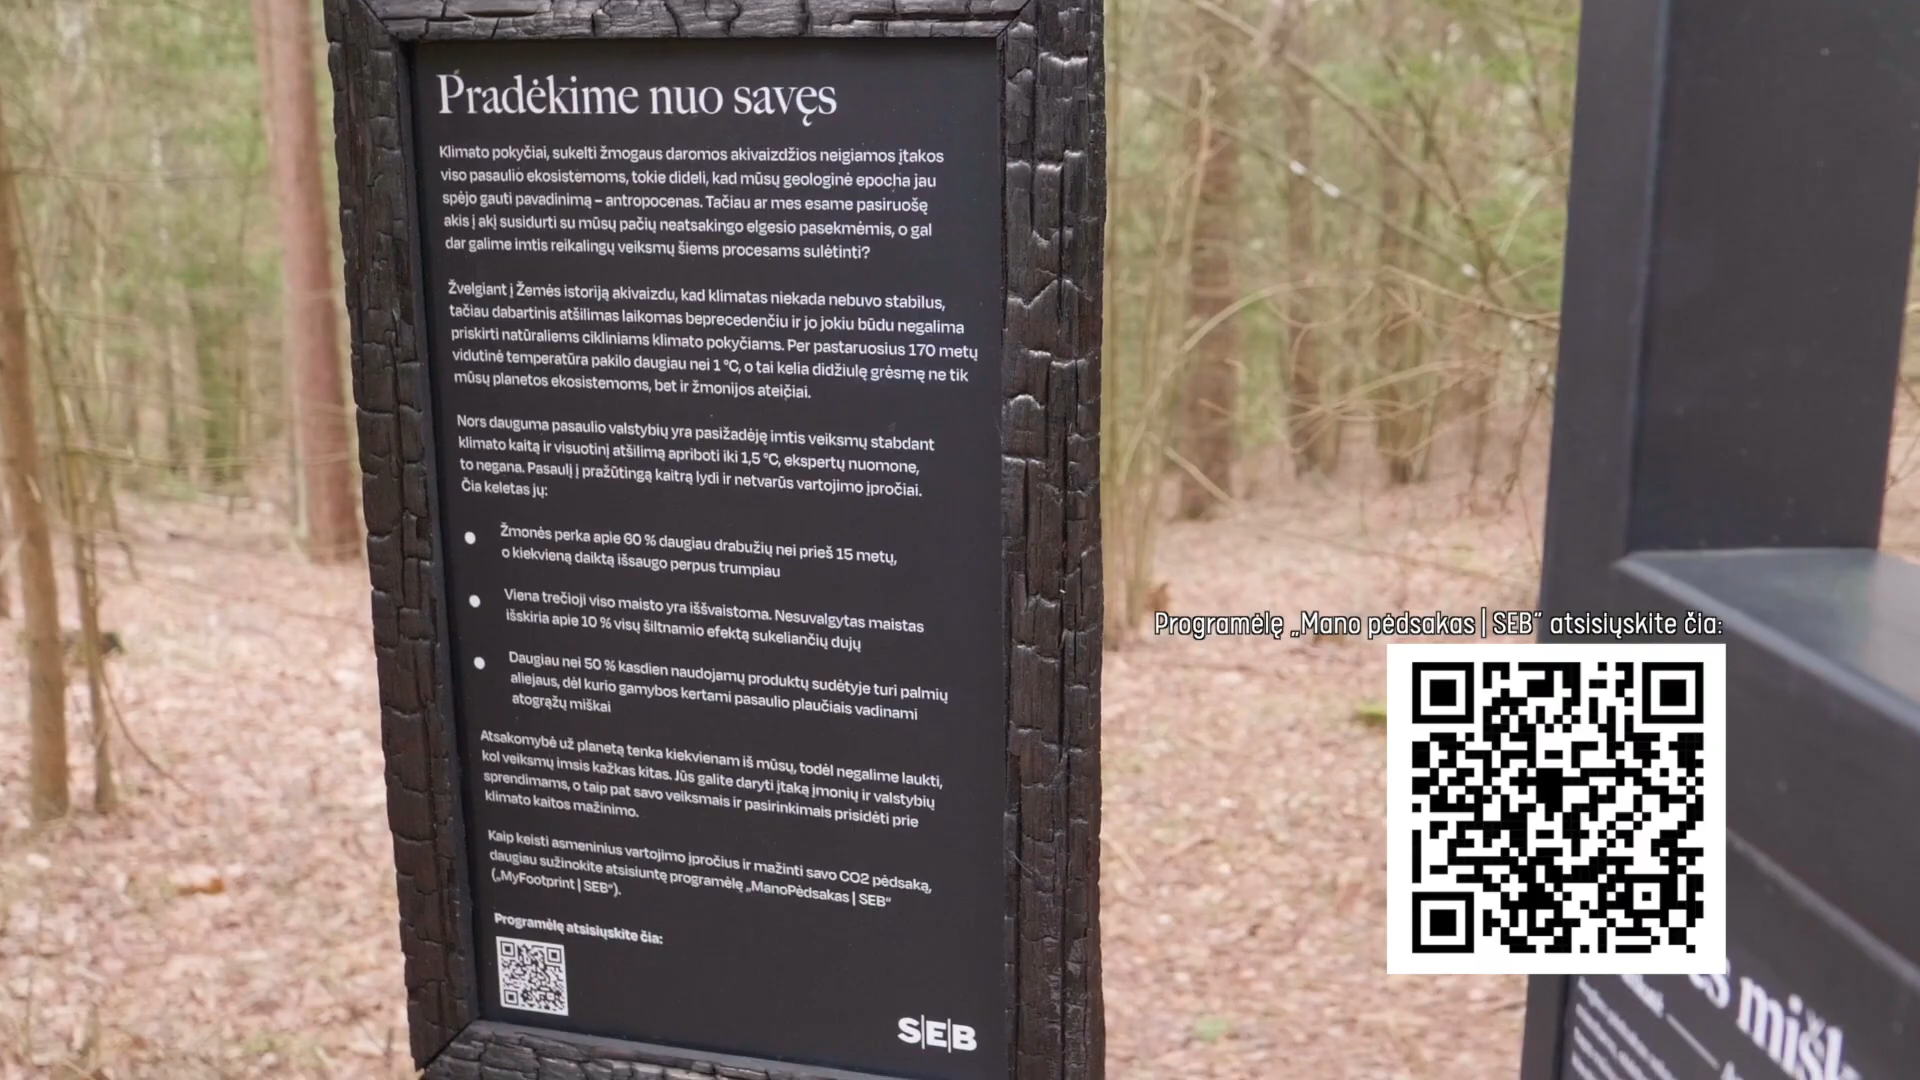 Pradėkime nuo savęs
Klimato pokyčiai, sukelti žmogaus daromos akivaizdžios neigiamos įtakos
viso pasaulio ekosistemoms, tokie dideli, kad mūsų geologinė epocha jau
spėjo gauti pavadinimą – antropocenas. Tačiau ar mes esame pasiruošę
akis į akį susidurti su mūsų pačių neatsakingo elgesio pasekmėmis, o gal
dar galime imtis reikalingų veiksmų šiems procesams sulėtinti?
Žvelgiant į Žemės istoriją akivaizdu, kad klimatas niekada nebuvo stabilus,
tačiau dabartinis atšilimas laikomas beprecedenčiu ir jo jokiu būdu negalima
priskirti natūraliems cikliniams klimato pokyčiams. Per pastaruosius 170 metų
vidutinė temperatūra pakilo daugiau nei 1 °C, o tai kelia didžiulę grėsmę ne tik
mūsų planetos ekosistemoms, bet ir žmonijos ateičiai.
Nors dauguma pasaulio valstybių yra pasižadėję imtis veiksmų stabdant
klimato kaitą ir visuotinį atšilimą apriboti iki 1,5 °C, ekspertų nuomone,
to negana. Pasaulį į pražūtingą kaitrą lydi ir netvarūs vartojimo įpročiai.
Čia keletas jų:
Žmonės perka apie 60 % daugiau drabužių nei prieš 15 metų,
o kiekvieną daiktą išsaugo perpus trumpiau
Viena trečioji viso maisto yra iššvaistoma. Nesuvalgytas maistas
išskiria apie 10 % visų šiltnamio efektą sukeliančių dujų
Daugiau nei 50 % kasdien naudojamų produktų sudėtyje turi palmių
aliejaus, dėl kurio gamybos kertami pasaulio plaučiais vadinami
atogrąžų miškai
Atsakomybė už planetą tenka kiekvienam iš mūsų, todėl negalime laukti,
kol veiksmų imsis kažkas kitas. Jūs galite daryti įtaką įmonių ir valstybių
sprendimams, o taip pat savo veiksmais ir pasirinkimais prisidėti prie
klimato kaitos mažinimo.
Kaip keisti asmeninius vartojimo įpročius ir mažinti savo CO2 pėdsaką,
daugiau sužinokite atsisiuntę programėlę „ManoPėdsakas | SEB“
(„MyFootprint | SEB“).
Programėlę atsisiųskite čia:
SEB
Programėlę „Mano pėdsakas | SEB“ atsisiųskite čia: